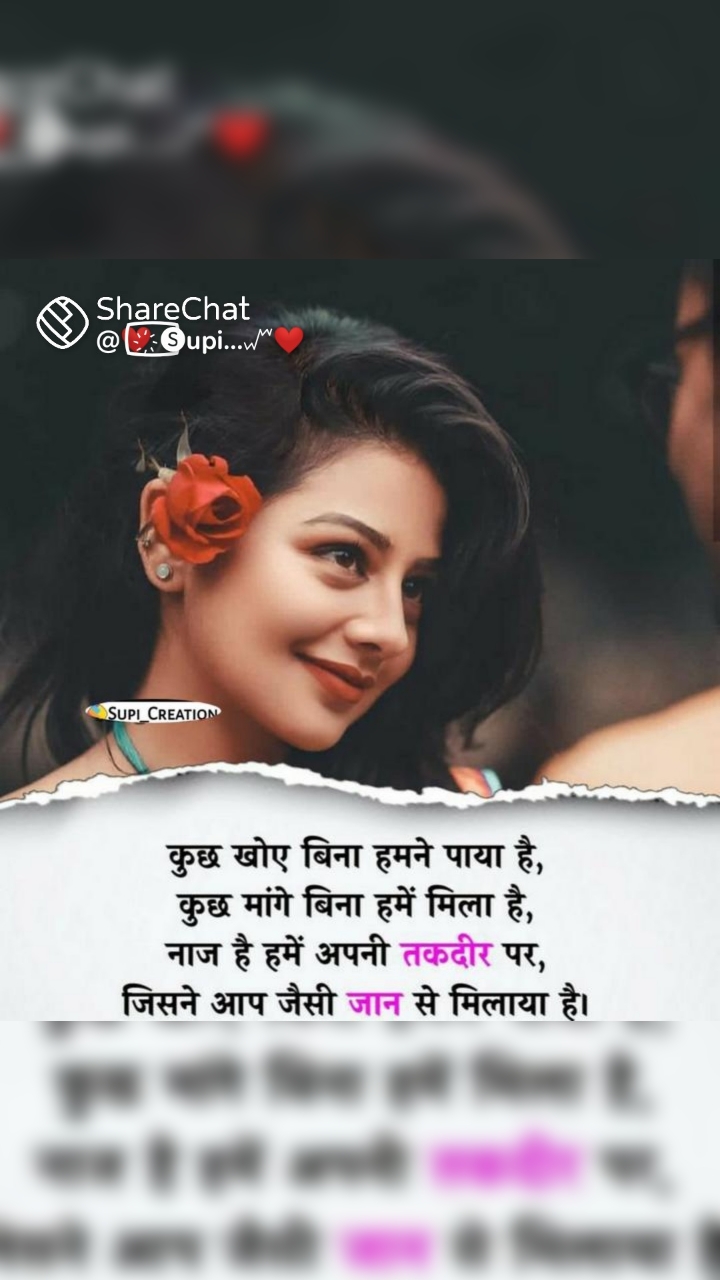 ShareChat
@❤️Supi...❤️
SUPI_CREATION
कुछ खोए बिना हमने पाया है,
कुछ मांगे बिना हमें मिला है,
नाज है हमें अपनी तकदीर पर,
जिसने आप जैसी जान से मिलाया है।